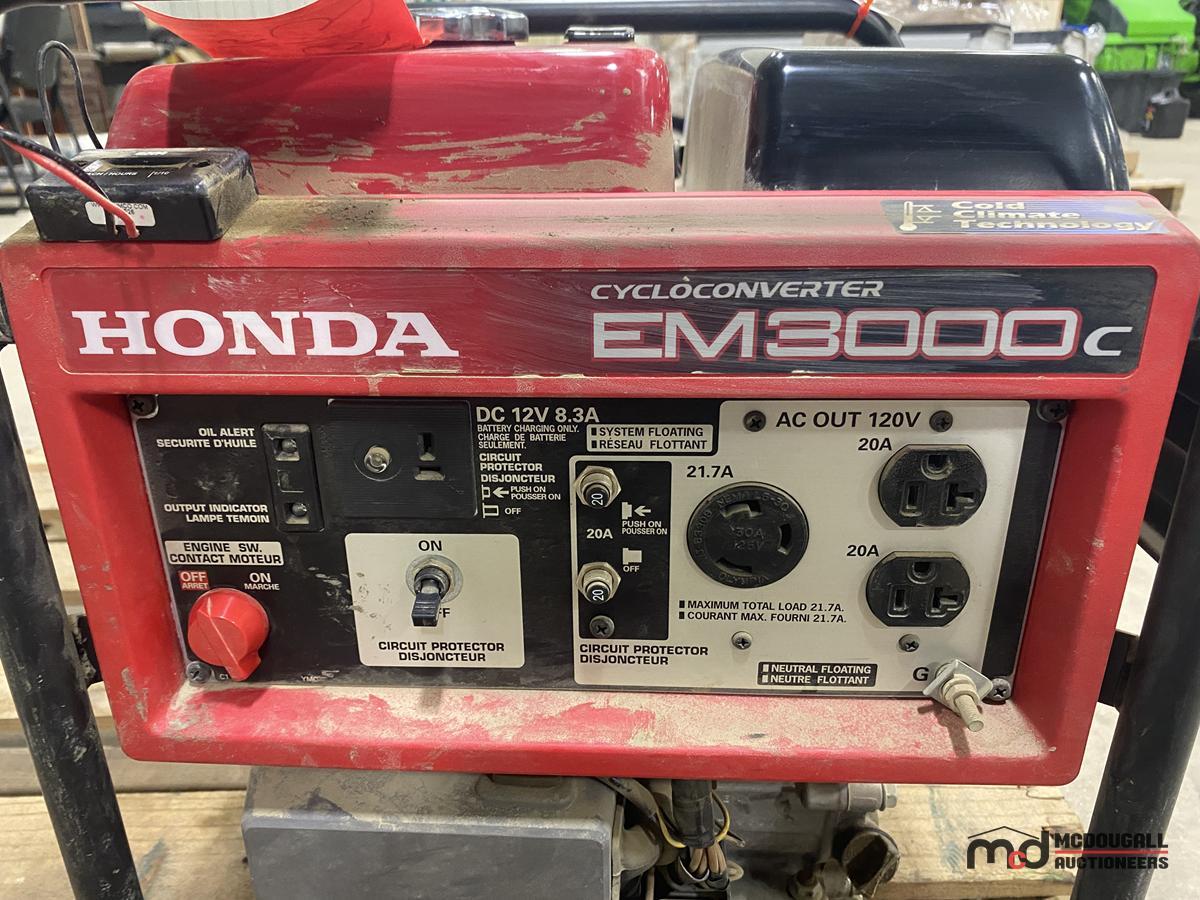 Cold
Climate
Technology
CYCLOCONVERTER
HONDA
EM3000c
DC 12V 8.3A
BATTERY CHARGING ONLY.
CHARGE DE BATTERIE
SEULEMENT.
CIRCUIT
PROTECTOR
DISJONCTEUR
PUSH ON
POUSSER ON
OFF
OIL ALERT
SECURITE D'HUILE
OUTPUT INDICATOR
LAMPE TEMOIN
ENGINE SW.
CONTACT MOTEUR
OFF
ARRET
ON
MARCHE
ON
CIRCUIT PROTECTOR
DISJONCTEUR
SYSTEM FLOATING
RÉSEAU FLOTTANT
20
20A
PUSH ON
POUSSER ON
OFF
20
CIRCUIT PROTECTOR
DISJONCTEUR
AC OUT 120V
21.7A
30A
125V
20A
20A
MAXIMUM TOTAL LOAD 21.7A.
COURANT MAX. FOURNI 21.7A.
NEUTRAL FLOATING
NEUTRE FLOTTANT
G
mcd MCDOUGALL
AUCTIONEERS